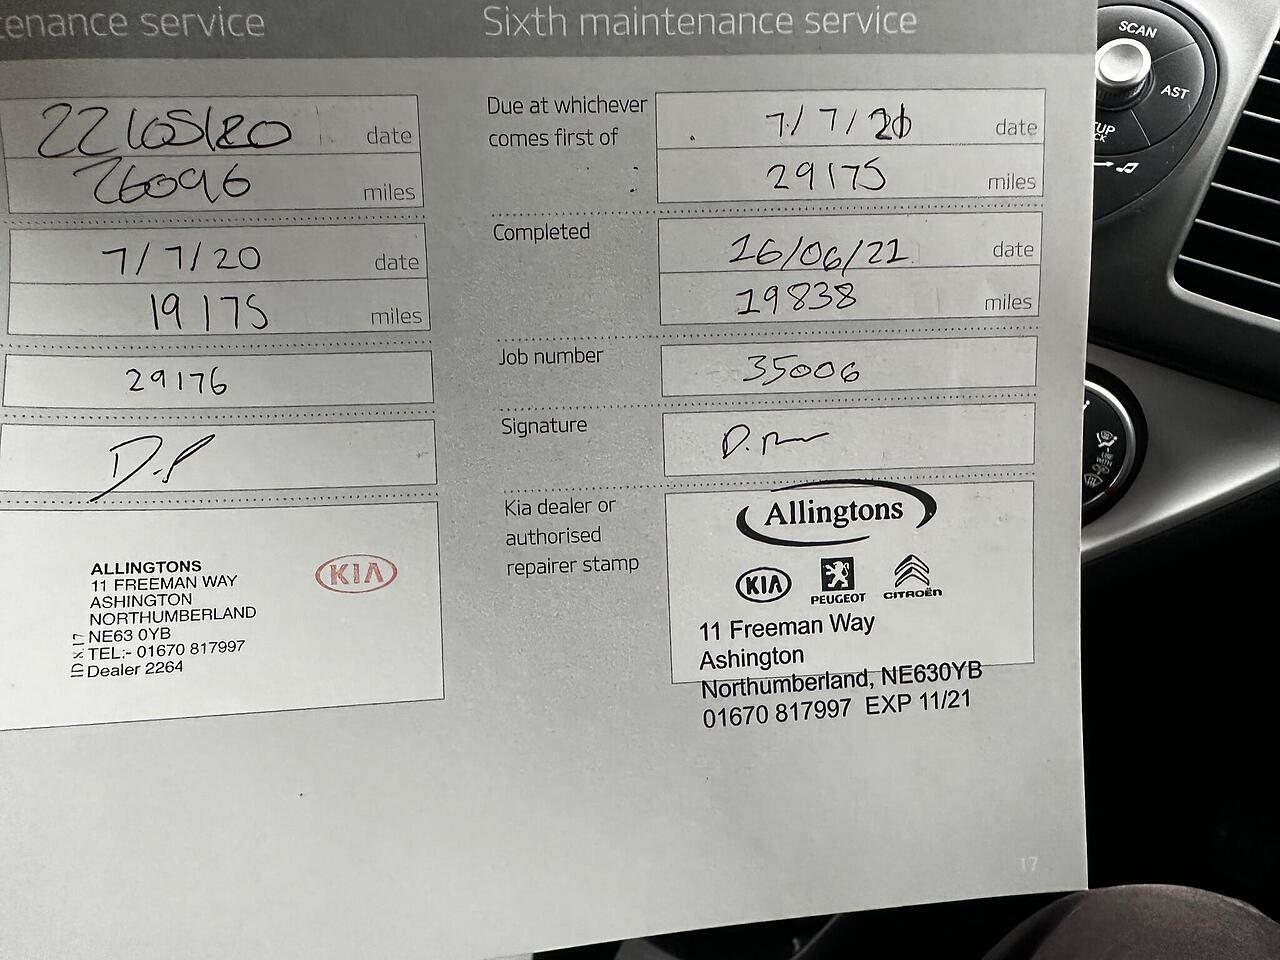 tenance service
22/05/20 date
26096 miles
7/7/20 date
19175 miles
29176
D.P
ALLINGTONS
11 FREEMAN WAY
ASHINGTON
NORTHUMBERLAND
NE63 0YB
TEL:- 01670 817997
Dealer 2264
ID x 17
KIA
Sixth maintenance service
Due at whichever
comes first of
7/7/21 date
29175 miles
Completed
16/06/21 date
19838 miles
Job number
35006
Signature
Kia dealer or
authorised
repairer stamp
Allingtons
KIA PEUGEOT CITROËN
11 Freeman Way
Ashington
Northumberland, NE630YB
01670 817997 EXP 11/21
17
SCAN
AST